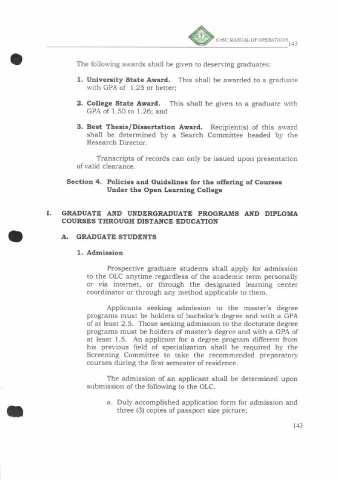 CvSU MANUAL OF OPERATIONS 143
The following awards shall be given to deserving graduates:
1. University State Award. This shall be awarded to a graduate
with GPA of 1.25 or better;
2. College State Award. This shall be given to a graduate with
GPA of 1.50 to 1.26; and
3. Best Thesis/Dissertation Award. Recipient(s) of this award
shall be determined by a Search Committee headed by the
Research Director.
Transcripts of records can only be issued upon presentation
of valid clearance.
Section 4. Policies and Guidelines for the offering of Courses
Under the Open Learning College
I. GRADUATE AND UNDERGRADUATE PROGRAMS AND DIPLOMA
COURSES THROUGH DISTANCE EDUCATION
A. GRADUATE STUDENTS
1. Admission
Prospective graduate students shall apply for admission
to the OLC anytime regardless of the academic term personally
or via internet, or through the designated learning center
coordinator or through any method applicable to them.
Applicants seeking admission to the master's degree
programs must be holders of bachelor's degree and with a GPA
of at least 2.5. Those seeking admission to the doctorate degree
programs must be holders of master's degree and with a GPA of
at least 1.5. An applicant for a degree program different from
his previous field of specialization shall be required by the
Screening Committee to take the recommended preparatory
courses during the first semester of residence.
The admission of an applicant shall be determined upon
submission of the following to the OLC.
a. Duly accomplished application form for admission and
three (3) copies of passport size picture;
143